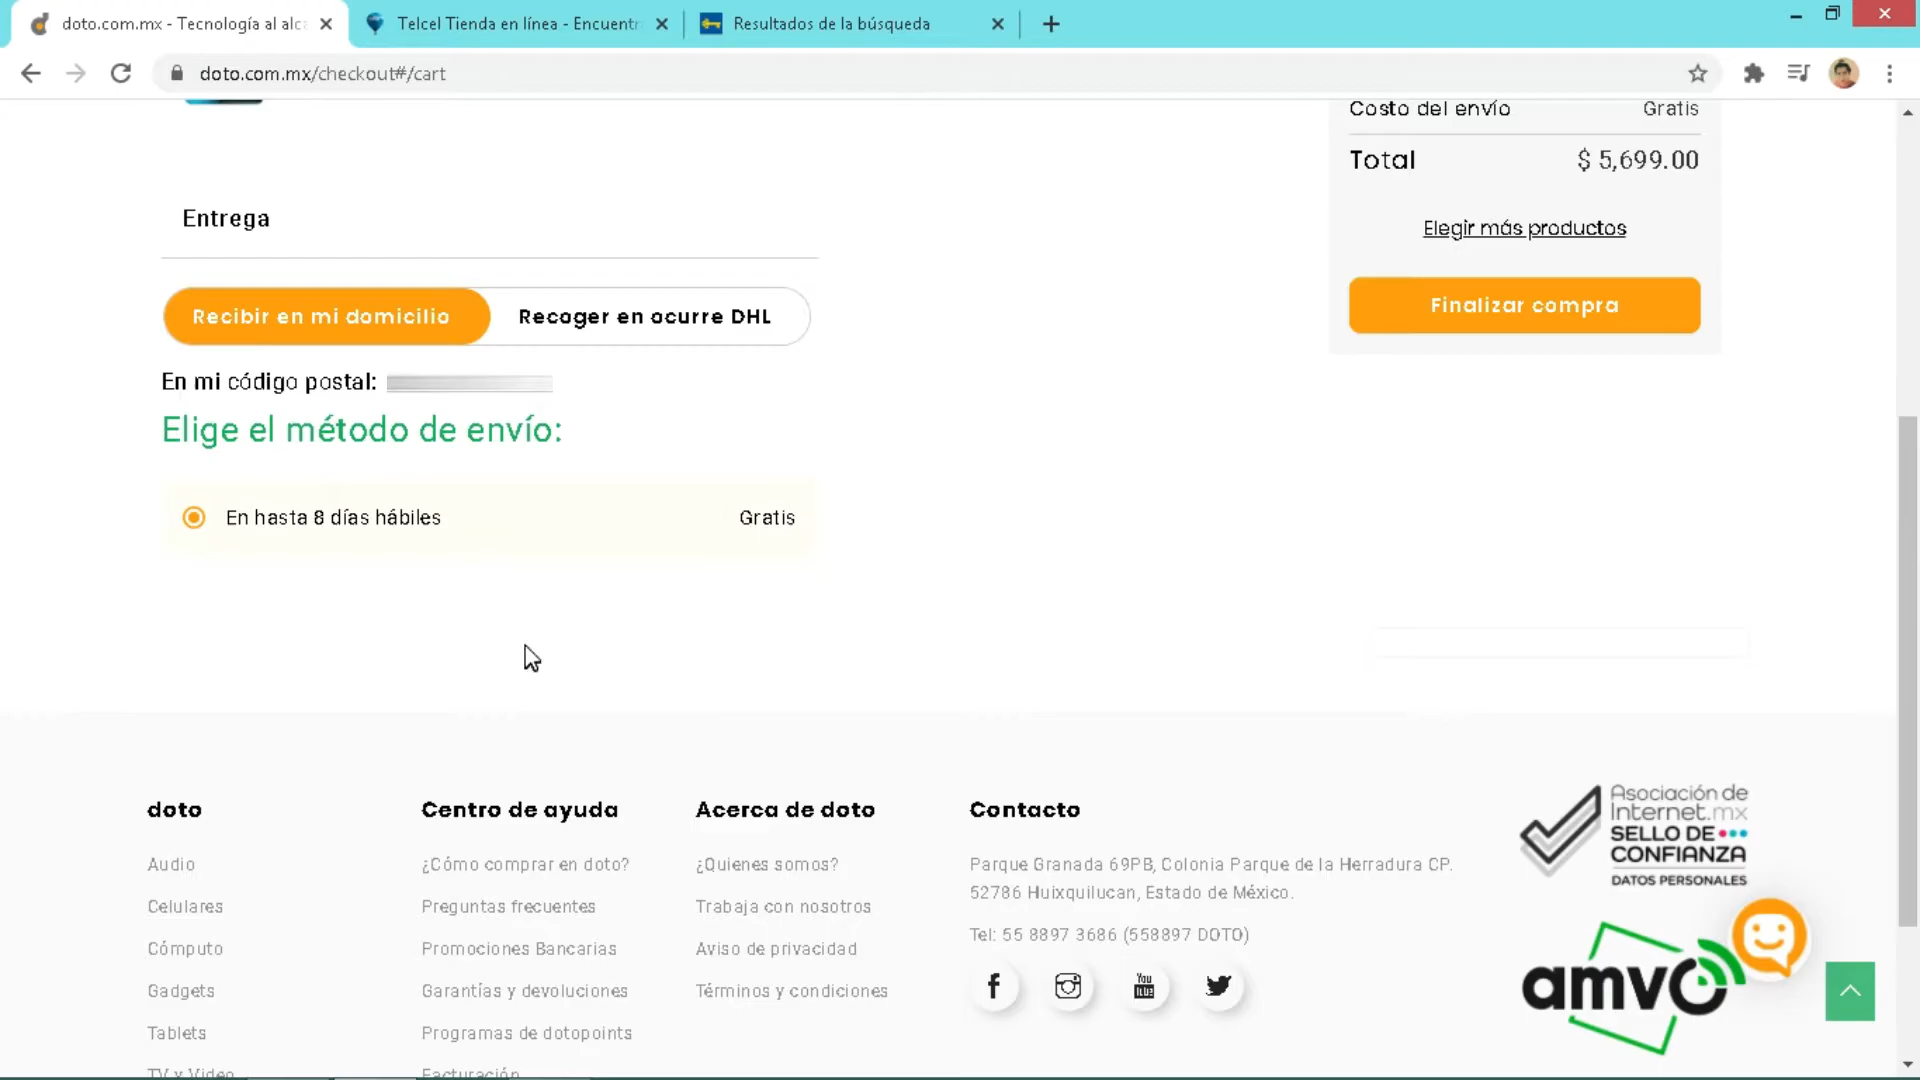 doto.com.mx - Tecnología al alc
Telcel Tienda en línea - Encuentr
Resultados de la búsqueda
doto.com.mx/checkout#/cart
Costo del envío Gratis
Total $ 5,699.00
Elegir más productos
Finalizar compra
Entrega
Recibir en mi domicilio Recoger en ocurre DHL
En mi código postal:
Elige el método de envío:
En hasta 8 días hábiles Gratis
doto
Audio
Celulares
Cómputo
Gadgets
Tablets
TV y Video
Centro de ayuda
¿Cómo comprar en doto?
Preguntas frecuentes
Promociones Bancarias
Garantías y devoluciones
Programas de dotopoints
Facturación
Acerca de doto
¿Quienes somos?
Trabaja con nosotros
Aviso de privacidad
Términos y condiciones
Contacto
Parque Granada 69PB, Colonia Parque de la Herradura CP.
52786 Huixquilucan, Estado de México.
Tel: 55 8897 3686 (558897 DOTO)
You
Tube
Asociación de
Internet.mx
SELLO DE
CONFIANZA
DATOS PERSONALES
amvo